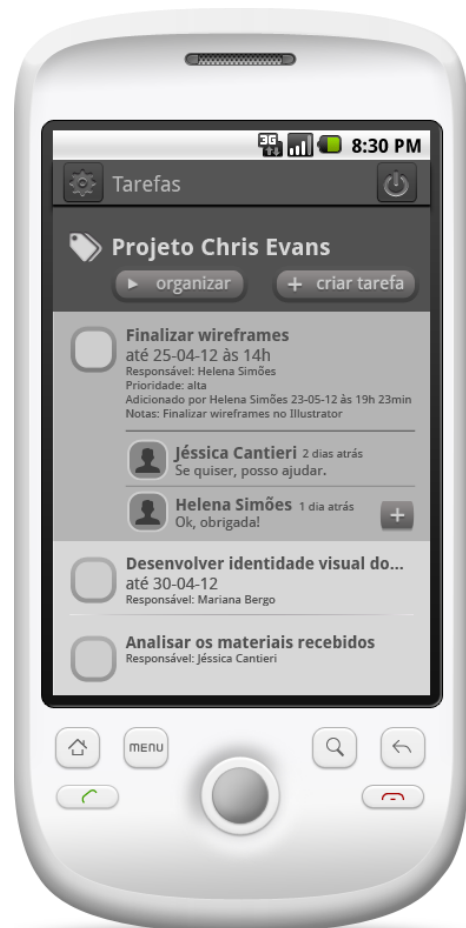 3G 8:30 PM
Tarefas
Projeto Chris Evans
organizar + criar tarefa
Finalizar wireframes
até 25-04-12 às 14h
Responsável: Helena Simões
Prioridade: alta
Adicionado por Helena Simões 23-05-12 às 19h 23min
Notas: Finalizar wireframes no Illustrator
Jéssica Cantieri 2 dias atrás
Se quiser, posso ajudar.
Helena Simões 1 dia atrás
Ok, obrigada!
+
Desenvolver identidade visual do...
até 30-04-12
Responsável: Mariana Bergo
Analisar os materiais recebidos
Responsável: Jéssica Cantieri
MENU